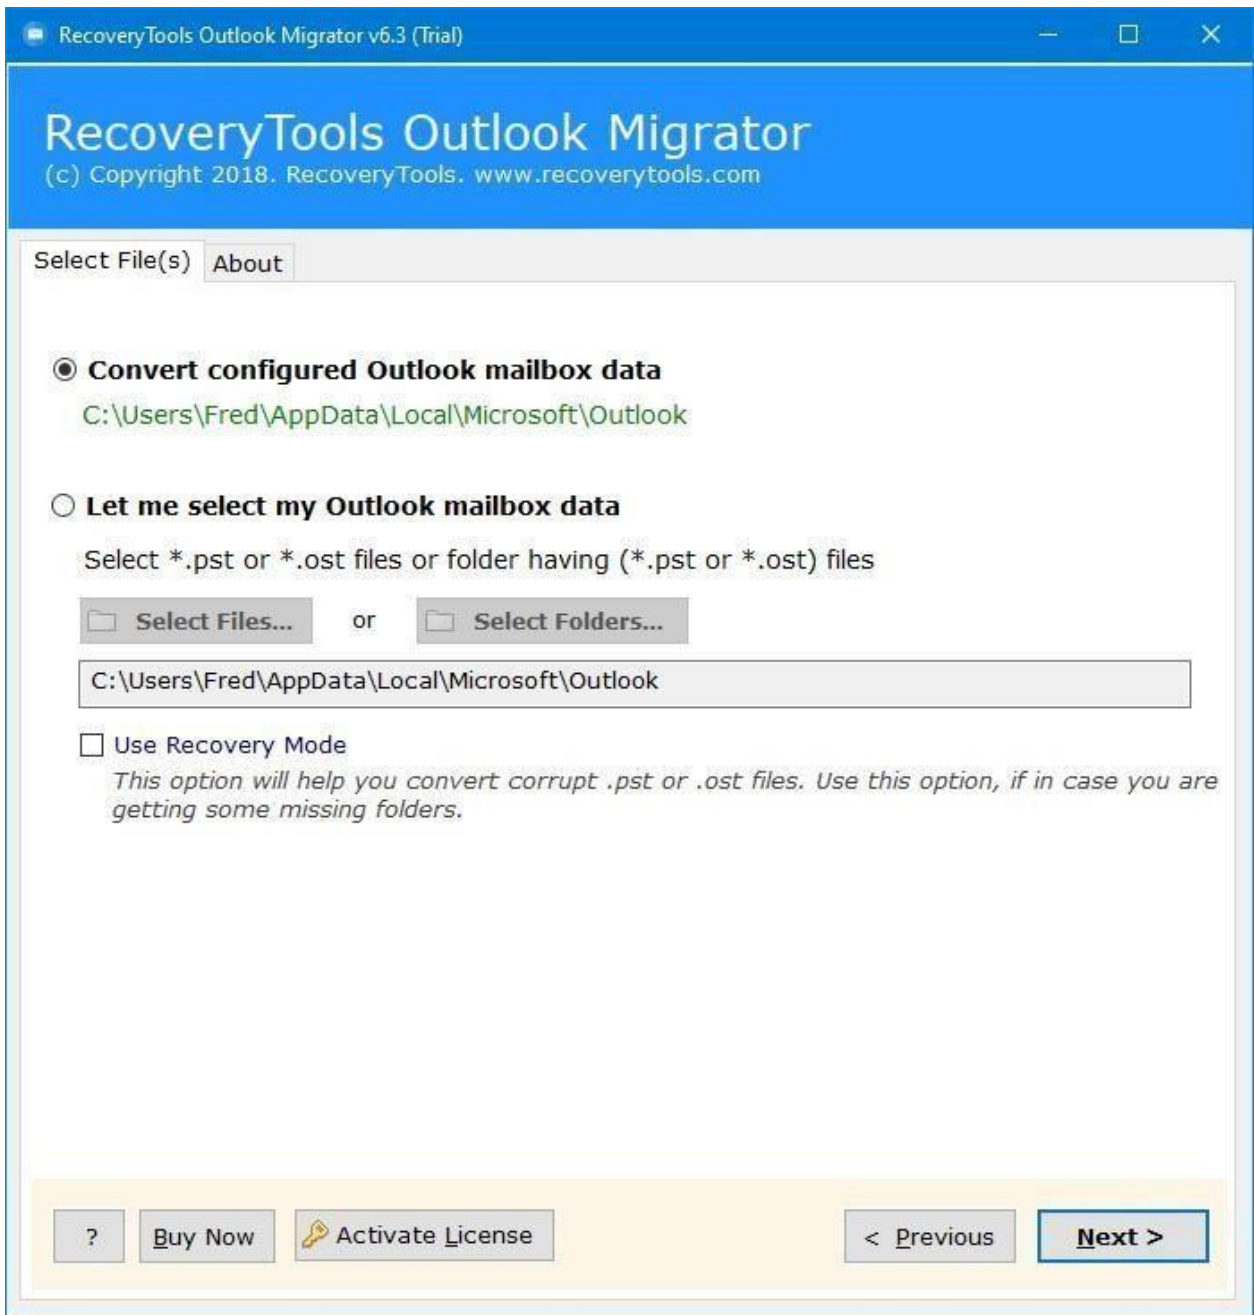 RecoveryTools Outlook Migrator v6.3 (Trial)
RecoveryTools Outlook Migrator
(c) Copyright 2018. RecoveryTools. www.recoverytools.com
Select File(s) About
Convert configured Outlook mailbox data
C:\Users\Fred\AppData\Local\Microsoft\Outlook
Let me select my Outlook mailbox data
Select *.pst or *.ost files or folder having (*.pst or *.ost) files
Select Files... or Select Folders...
C:\Users\Fred\AppData\Local\Microsoft\Outlook
Use Recovery Mode
This option will help you convert corrupt .pst or .ost files. Use this option, if in case you are
getting some missing folders.
? Buy Now Activate License < Previous Next >